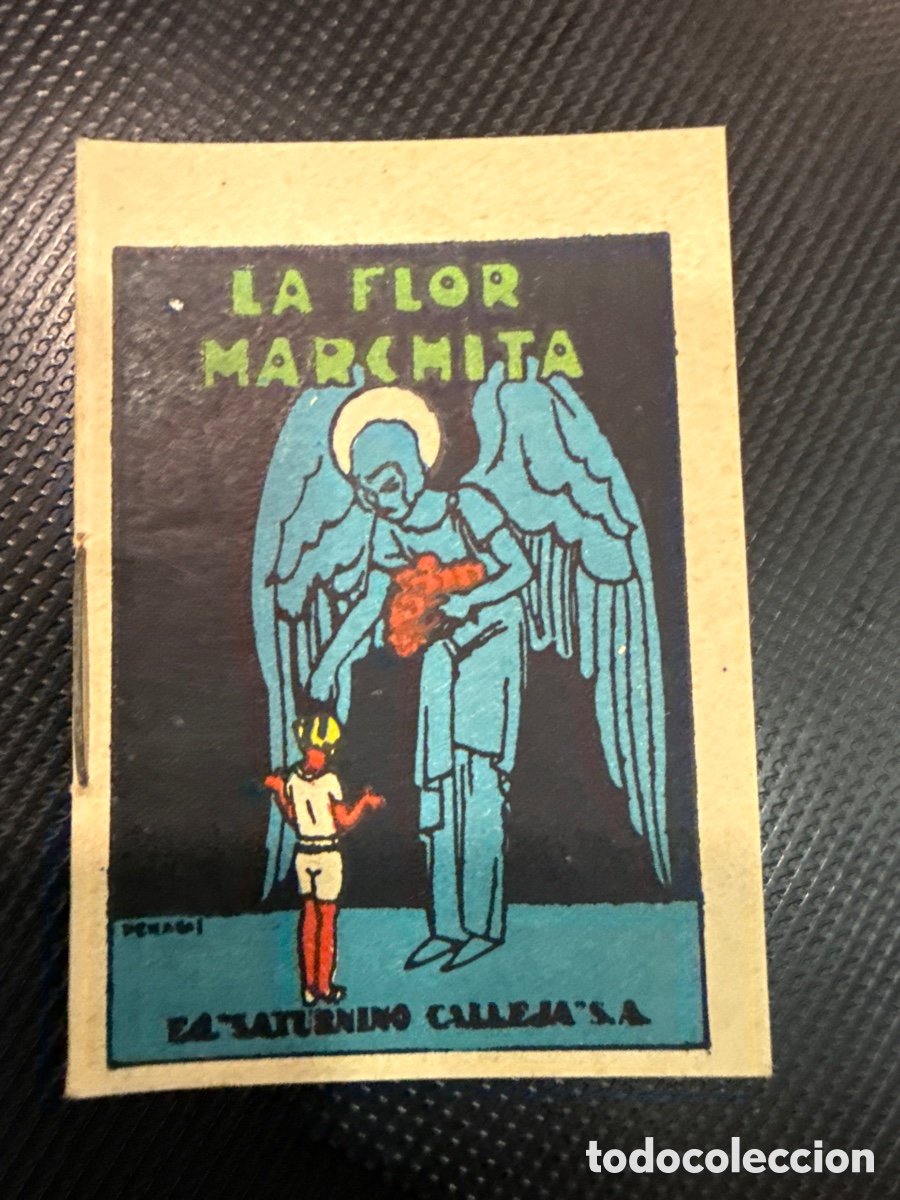 LA FLOR
MARCHITA
PENAGOS
Ed. "SATURNINO CALLEJA" S.A.
todocoleccion